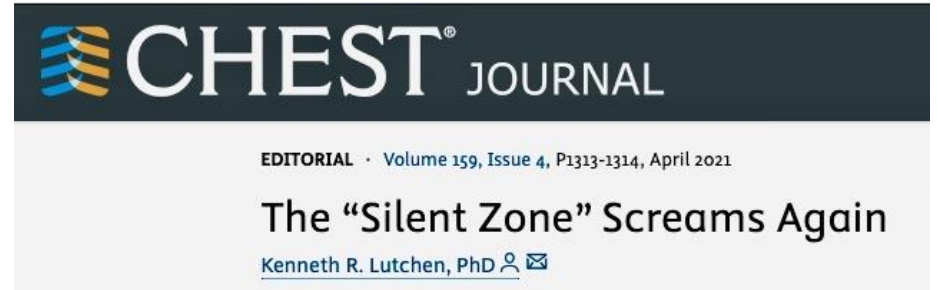 CHEST® JOURNAL
EDITORIAL · Volume 159, Issue 4, P1313-1314, April 2021
The “Silent Zone” Screams Again
Kenneth R. Lutchen, PhD